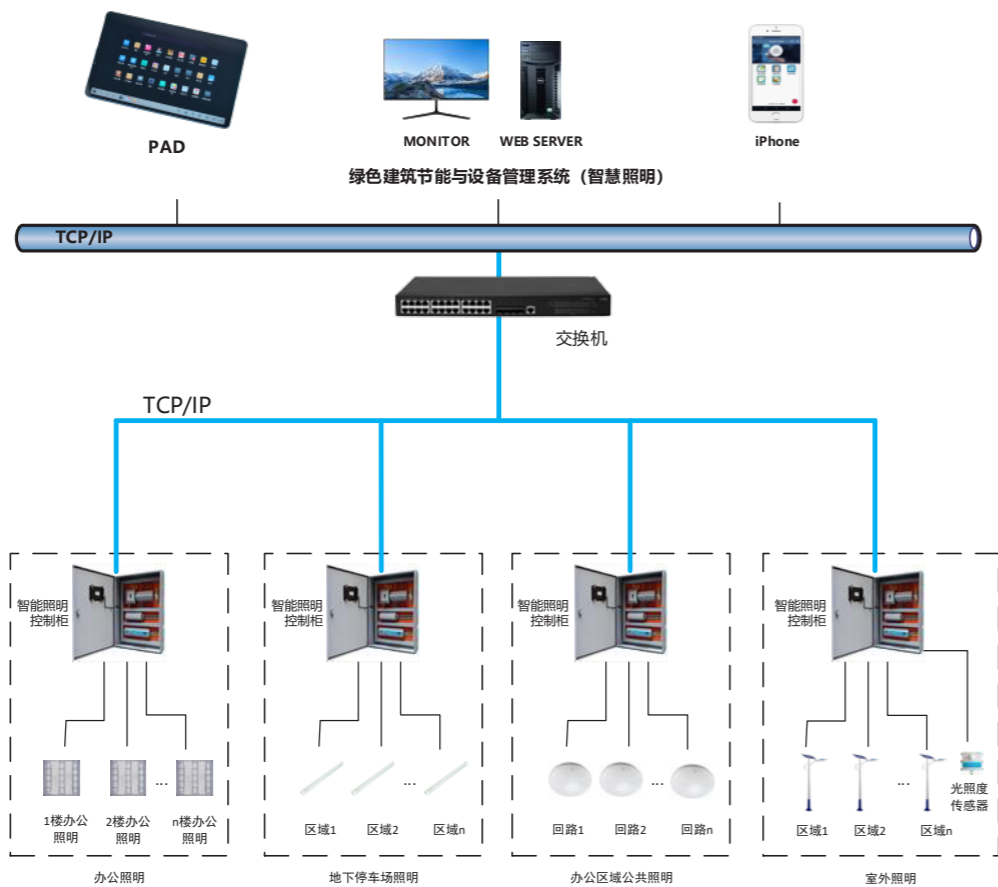 PAD
MONITOR
WEB SERVER
iPhone
绿色建筑节能与设备管理系统（智慧照明）
TCP/IP
交换机
TCP/IP
智能照明
控制柜
智能照明
控制柜
智能照明
控制柜
智能照明
控制柜
1楼办公
照明
2楼办公
照明
...
n楼办公
照明
区域1
区域2
...
区域n
回路1
回路2
...
回路n
区域1
区域2
...
区域n
光照度
传感器
办公照明
地下停车场照明
办公区域公共照明
室外照明